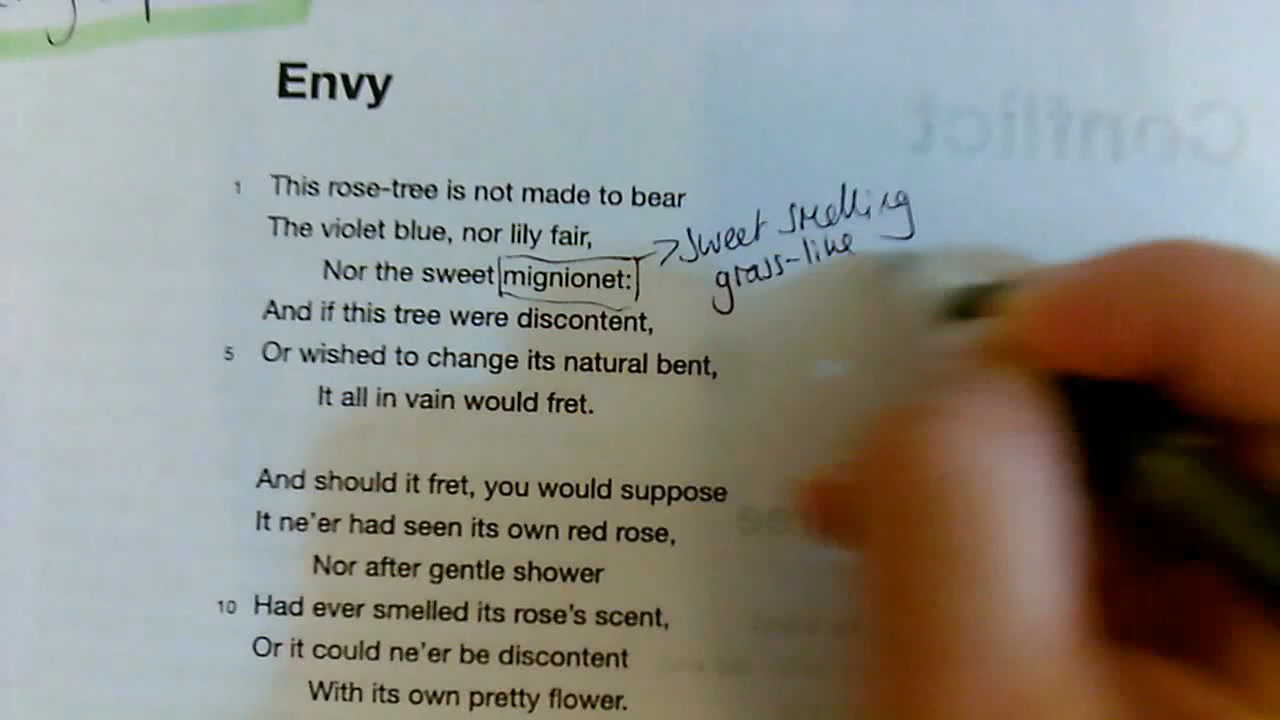 Envy
1 This rose-tree is not made to bear
The violet blue, nor lily fair,
Nor the sweet mignionet:
>sweet smelling
grass-like
And if this tree were discontent,
5 Or wished to change its natural bent,
It all in vain would fret.
And should it fret, you would suppose
It ne'er had seen its own red rose,
Nor after gentle shower
10 Had ever smelled its rose's scent,
Or it could ne'er be discontent
With its own pretty flower.
Conflict